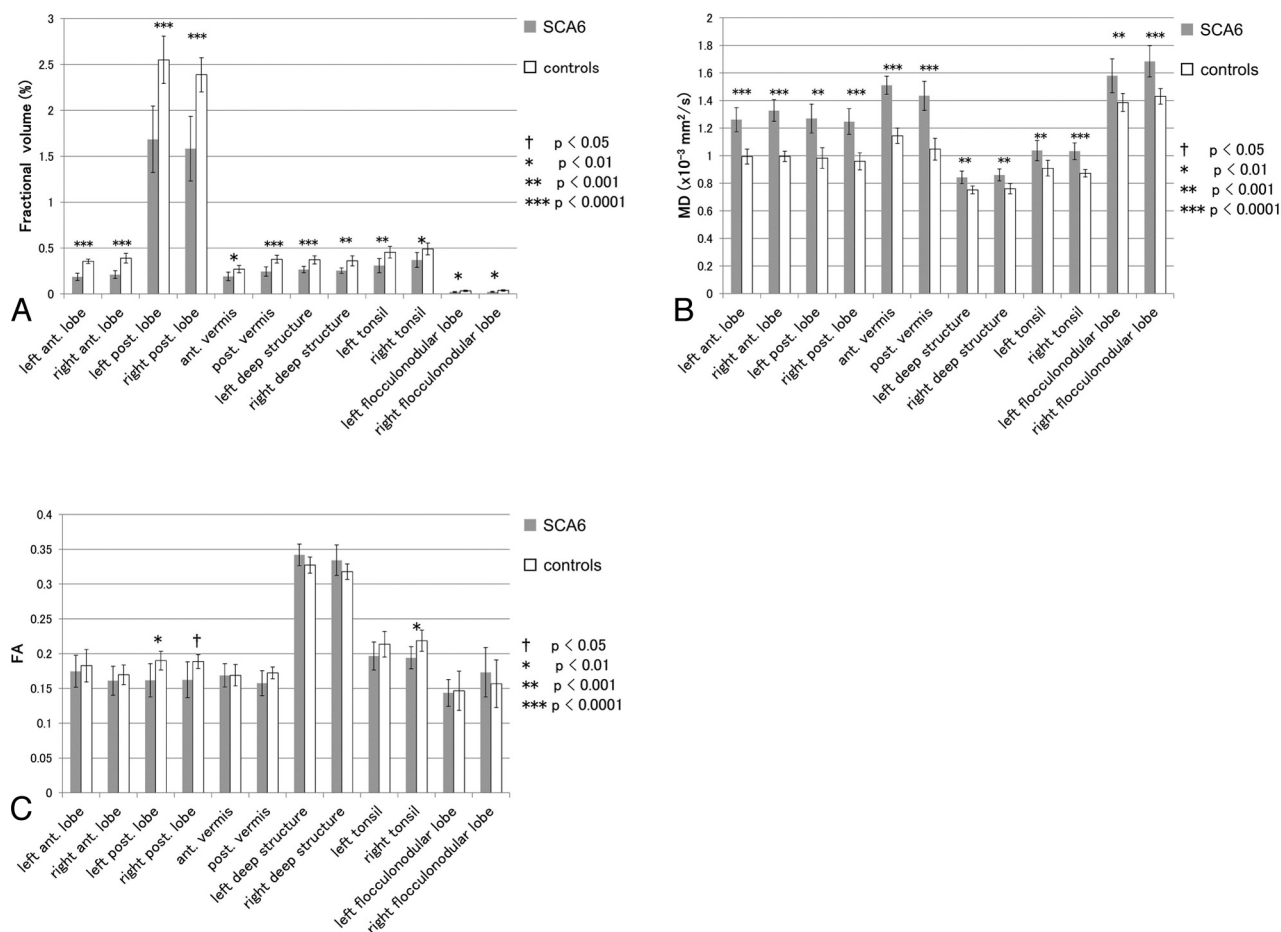 3
2.5
2
1.5
1
0.5
0
Fractional volume (%)
***
***
***
***
*
***
***
**
**
*
*
*
SCA6
controls
† p < 0.05
* p < 0.01
** p < 0.001
*** p < 0.0001
left ant. lobe
right ant. lobe
left post. lobe
right post. lobe
ant. vermis
post. vermis
left deep structure
right deep structure
left tonsil
right tonsil
left flocculonodular lobe
right flocculonodular lobe
A
2
1.8
1.6
1.4
1.2
1
0.8
0.6
0.4
0.2
0
MD (x10⁻³ mm²/s)
***
***
**
***
***
***
**
**
**
***
**
***
SCA6
controls
† p < 0.05
* p < 0.01
** p < 0.001
*** p < 0.0001
left ant. lobe
right ant. lobe
left post. lobe
right post. lobe
ant. vermis
post. vermis
left deep structure
right deep structure
left tonsil
right tonsil
left flocculonodular lobe
right flocculonodular lobe
B
0.4
0.35
0.3
0.25
0.2
0.15
0.1
0.05
0
FA
*
†
*
SCA6
controls
† p < 0.05
* p < 0.01
** p < 0.001
*** p < 0.0001
left ant. lobe
right ant. lobe
left post. lobe
right post. lobe
ant. vermis
post. vermis
left deep structure
right deep structure
left tonsil
right tonsil
left flocculonodular lobe
right flocculonodular lobe
C